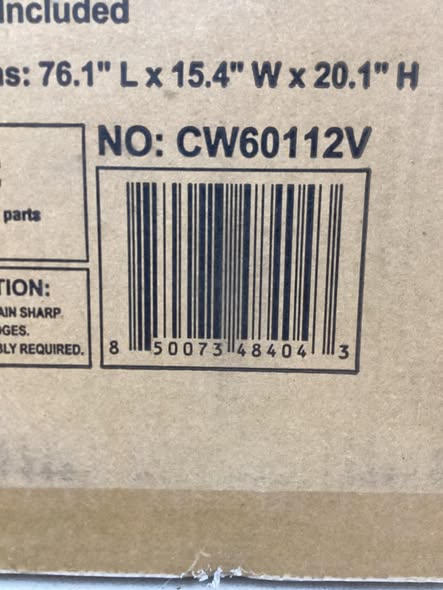 Included
s: 76.1" L x 15.4" W x 20.1" H
NO: CW60112V
parts
TION:
AIN SHARP
GES.
BLY REQUIRED.
8 50073 48404 3